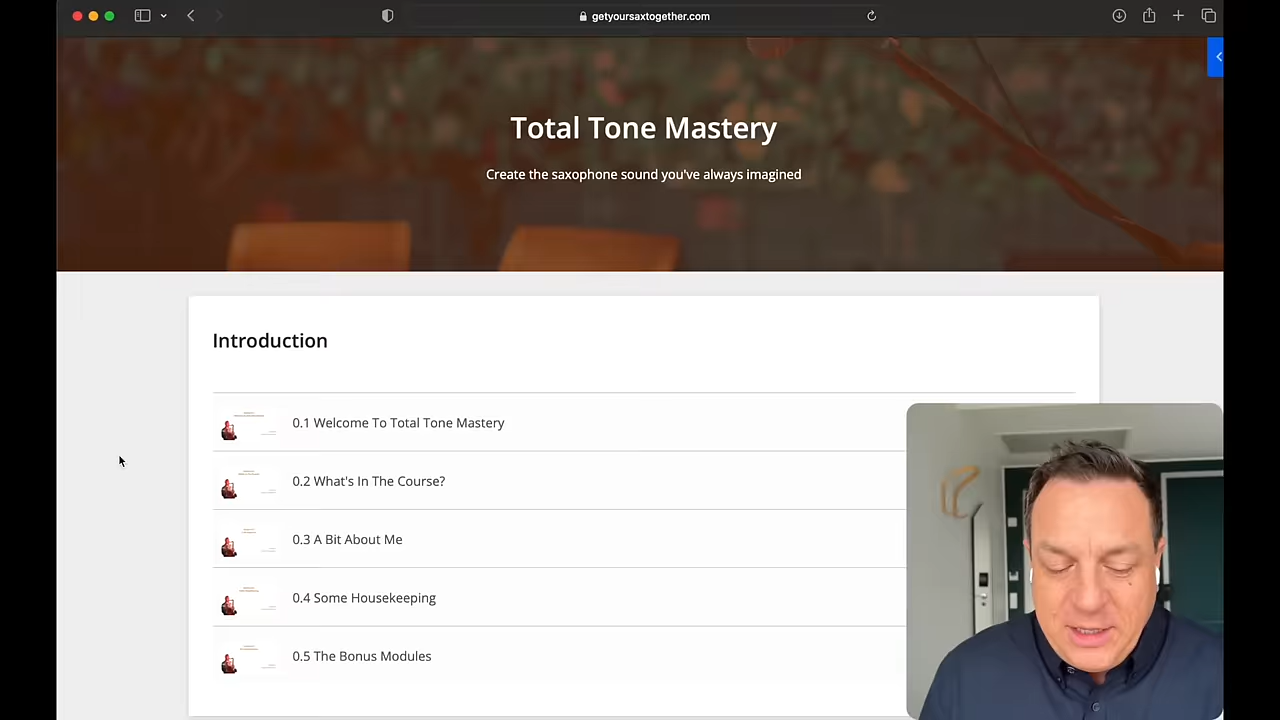 getyoursaxtogether.com
Total Tone Mastery
Create the saxophone sound you've always imagined
Introduction
0.1 Welcome To Total Tone Mastery
0.2 What's In The Course?
0.3 A Bit About Me
0.4 Some Housekeeping
0.5 The Bonus Modules